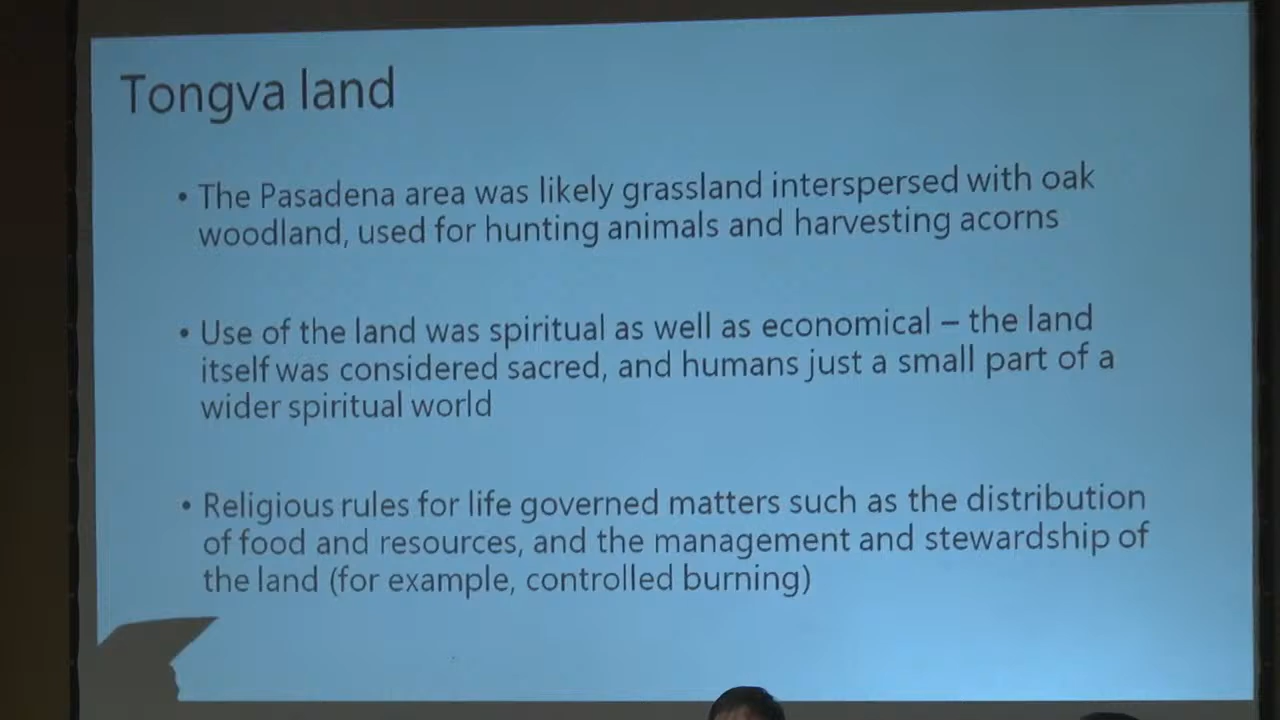 Tongva land
• The Pasadena area was likely grassland interspersed with oak
woodland, used for hunting animals and harvesting acorns
• Use of the land was spiritual as well as economical – the land
itself was considered sacred, and humans just a small part of a
wider spiritual world
• Religious rules for life governed matters such as the distribution
of food and resources, and the management and stewardship of
the land (for example, controlled burning)